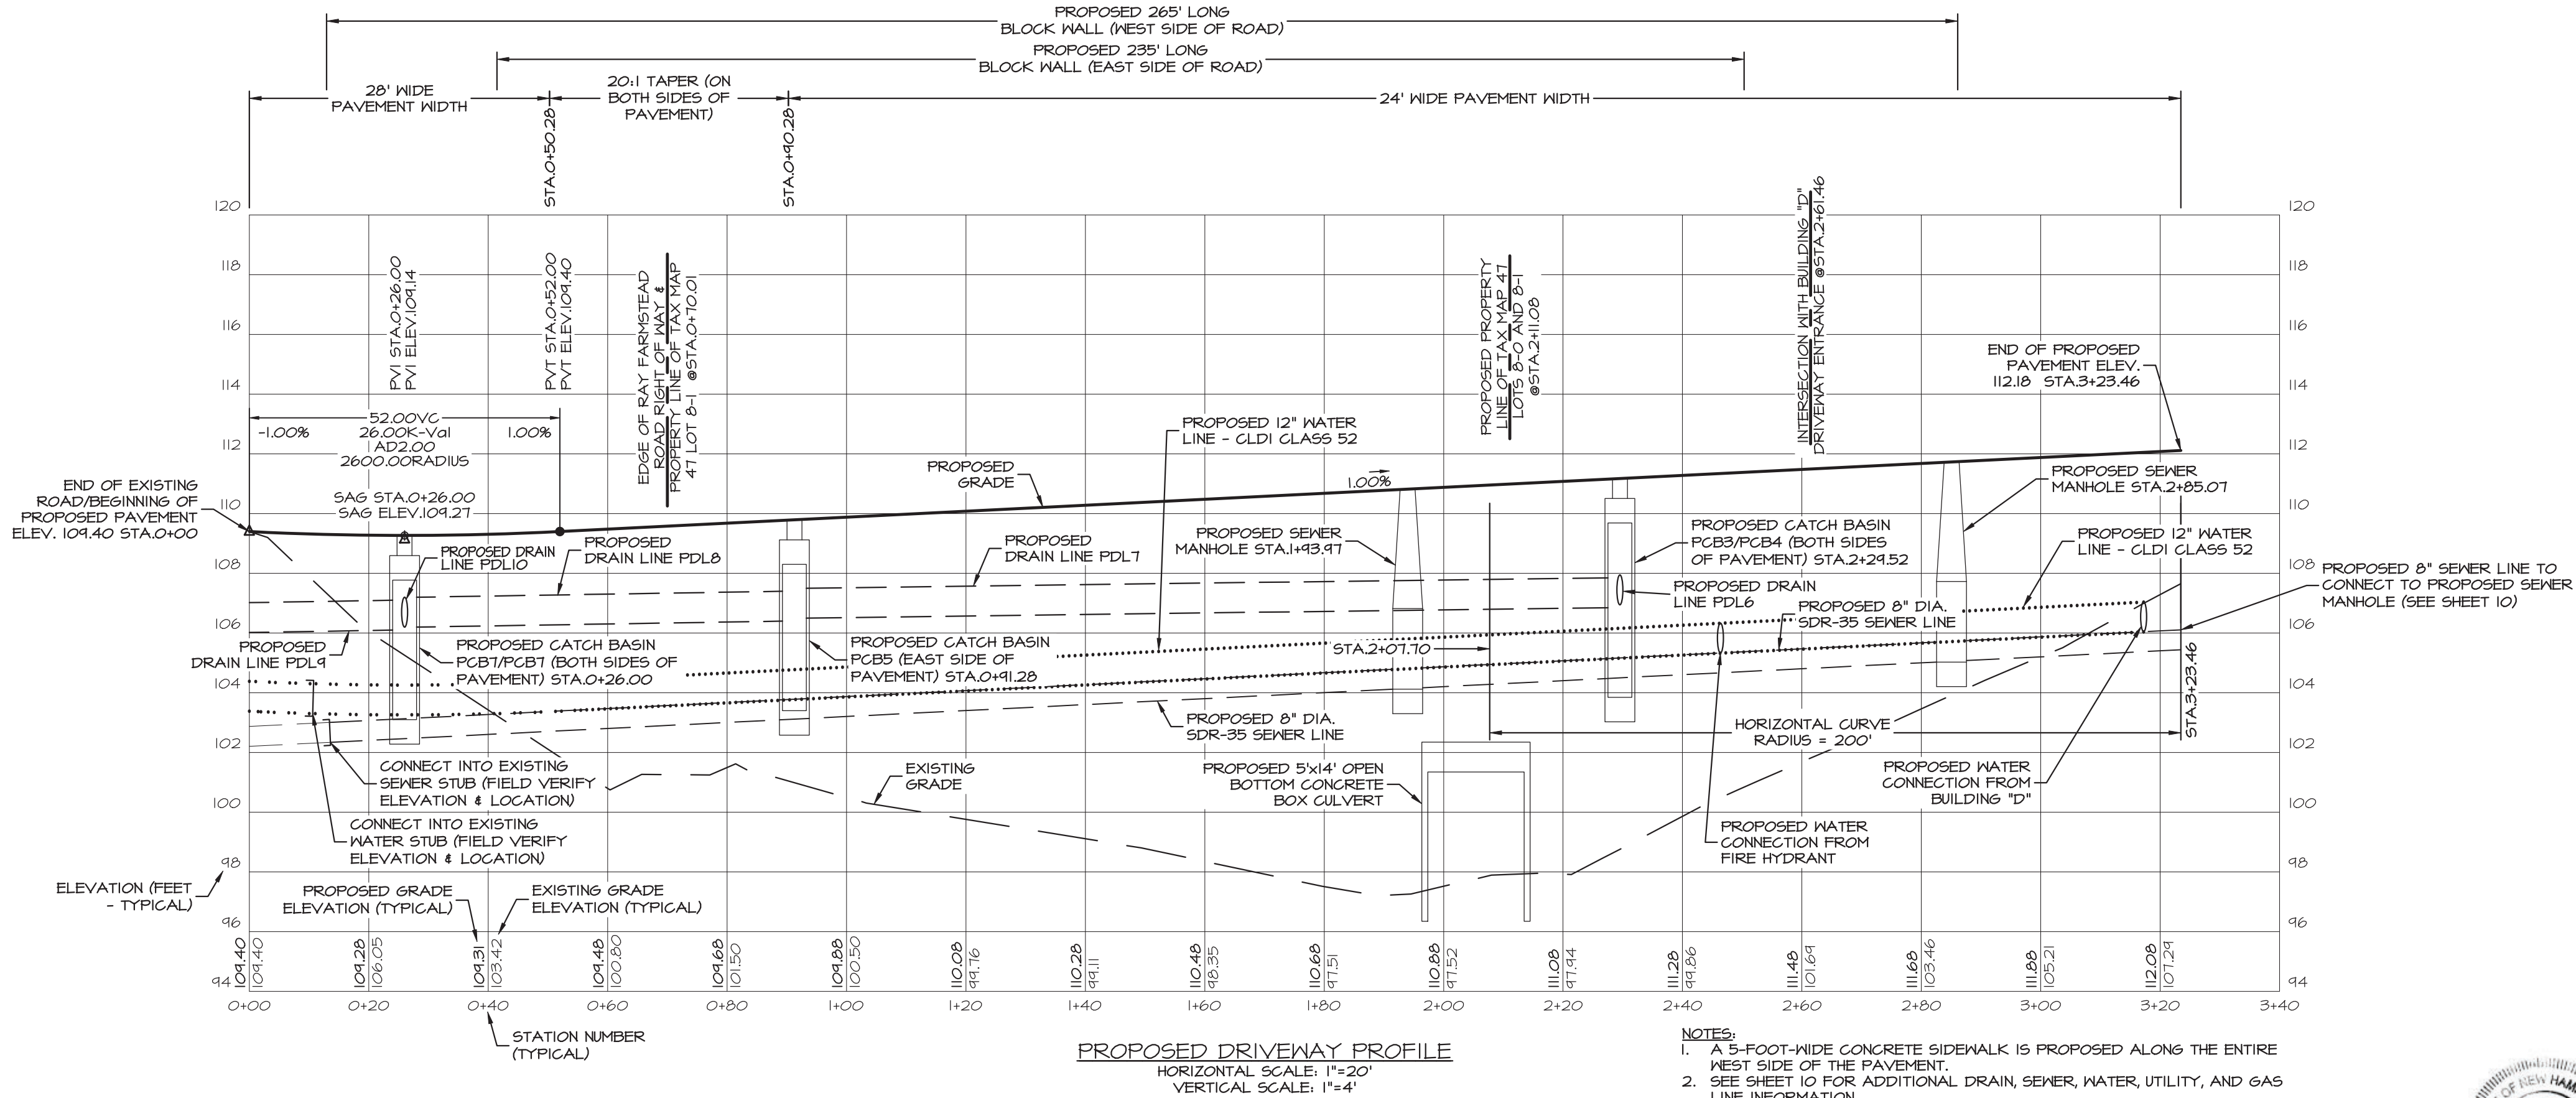 PROPOSED 265' LONG
BLOCK WALL (WEST SIDE OF ROAD)
PROPOSED 235' LONG
BLOCK WALL (EAST SIDE OF ROAD)
28' WIDE
PAVEMENT WIDTH
20:1 TAPER (ON
BOTH SIDES OF
PAVEMENT)
24' WIDE PAVEMENT WIDTH
STA.0+50.28
STA.0+90.28
120
118
116
114
112
110
108
106
104
102
100
98
96
94
PVI STA.0+26.00
PVI ELEV.109.14
PVT STA.0+52.00
PVT ELEV.109.40
EDGE OF RAY FARMSTEAD
ROAD RIGHT OF WAY &
PROPERTY LINE OF TAX MAP
47 LOT 8-1 @STA.0+70.01
PROPOSED PROPERTY
LINE OF TAX MAP 47
LOTS 8-0 AND 8-1
@STA.2+11.08
INTERSECTION WITH BUILDING "D"
DRIVEWAY ENTRANCE @STA.2+61.46
END OF PROPOSED
PAVEMENT ELEV.
112.18 STA.3+23.46
52.00VC
-1.00% 26.00K-Val 1.00%
AD2.00
2600.00RADIUS
SAG STA.0+26.00
SAG ELEV.109.27
END OF EXISTING
ROAD/BEGINNING OF
PROPOSED PAVEMENT
ELEV. 109.40 STA.0+00
PROPOSED
GRADE
PROPOSED 12" WATER
LINE - CLDI CLASS 52
1.00%
PROPOSED SEWER
MANHOLE STA.2+85.07
PROPOSED DRAIN
LINE PDL10
PROPOSED
DRAIN LINE PDL8
PROPOSED
DRAIN LINE PDL7
PROPOSED SEWER
MANHOLE STA.1+93.97
PROPOSED CATCH BASIN
PCB3/PCB4 (BOTH SIDES
OF PAVEMENT) STA.2+29.52
PROPOSED 12" WATER
LINE - CLDI CLASS 52
PROPOSED 8" SEWER LINE TO
CONNECT TO PROPOSED SEWER
MANHOLE (SEE SHEET 10)
PROPOSED DRAIN
LINE PDL6
PROPOSED 8" DIA.
SDR-35 SEWER LINE
PROPOSED
DRAIN LINE PDL9
PROPOSED CATCH BASIN
PCB7/PCB7 (BOTH SIDES OF
PAVEMENT) STA.0+26.00
PROPOSED CATCH BASIN
PCB5 (EAST SIDE OF
PAVEMENT) STA.0+91.28
STA.2+07.70
STA.3+23.46
PROPOSED 8" DIA.
SDR-35 SEWER LINE
HORIZONTAL CURVE
RADIUS = 200'
CONNECT INTO EXISTING
SEWER STUB (FIELD VERIFY
ELEVATION & LOCATION)
EXISTING
GRADE
PROPOSED 5'x14' OPEN
BOTTOM CONCRETE
BOX CULVERT
PROPOSED WATER
CONNECTION FROM
BUILDING "D"
CONNECT INTO EXISTING
WATER STUB (FIELD VERIFY
ELEVATION & LOCATION)
PROPOSED WATER
CONNECTION FROM
FIRE HYDRANT
ELEVATION (FEET
- TYPICAL)
PROPOSED GRADE
ELEVATION (TYPICAL)
EXISTING GRADE
ELEVATION (TYPICAL)
120
118
116
114
112
110
108
106
104
102
100
98
96
94
109.40
109.40
109.28
106.05
109.31
103.42
109.48
100.80
109.68
101.50
109.88
100.50
110.08
99.76
110.28
99.11
110.48
98.35
110.68
97.51
110.88
97.52
111.08
97.94
111.28
99.86
111.48
101.69
111.68
103.46
111.88
105.21
112.08
107.29
0+00 0+20 0+40 0+60 0+80 1+00 1+20 1+40 1+60 1+80 2+00 2+20 2+40 2+60 2+80 3+00 3+20 3+40
STATION NUMBER
(TYPICAL)
PROPOSED DRIVEWAY PROFILE
HORIZONTAL SCALE: 1"=20'
VERTICAL SCALE: 1"=4'
NOTES:
1. A 5-FOOT-WIDE CONCRETE SIDEWALK IS PROPOSED ALONG THE ENTIRE
WEST SIDE OF THE PAVEMENT.
2. SEE SHEET 10 FOR ADDITIONAL DRAIN, SEWER, WATER, UTILITY, AND GAS
LINE INFORMATION
OF NEW